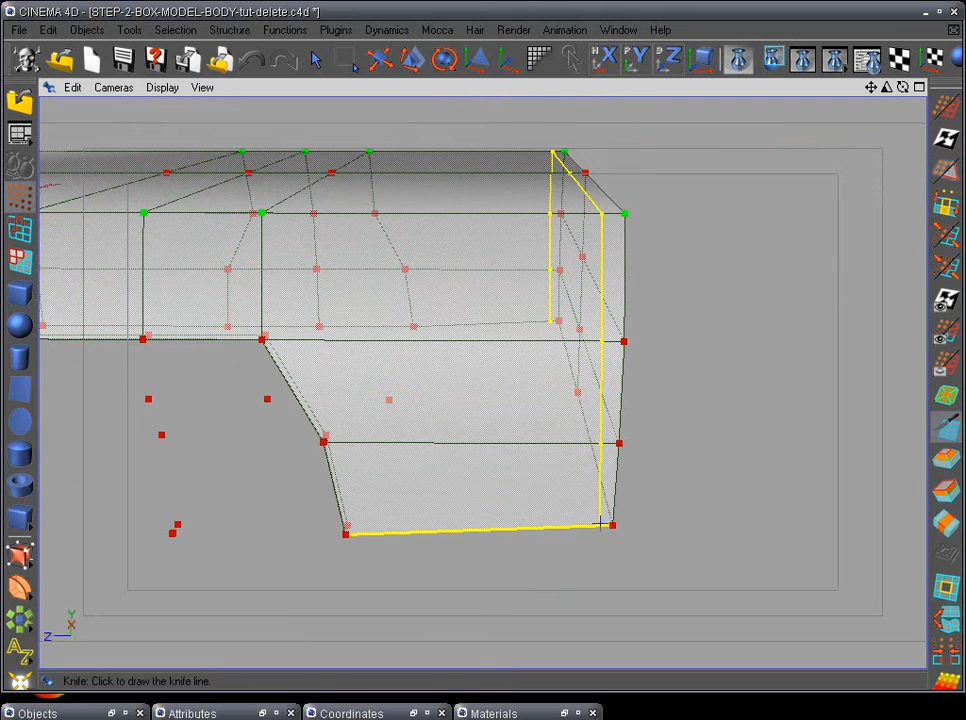 CINEMA 4D - [STEP-2-BOX-MODEL-BODY-tut-delete.c4d *]
File Edit Objects Tools Selection Structure Functions Plugins Dynamics Mocca Hair Render Animation Window Help
X Y Z
Edit Cameras Display View
Y
X
Z
Knife: Click to draw the knife line.
Objects Attributes Coordinates Materials